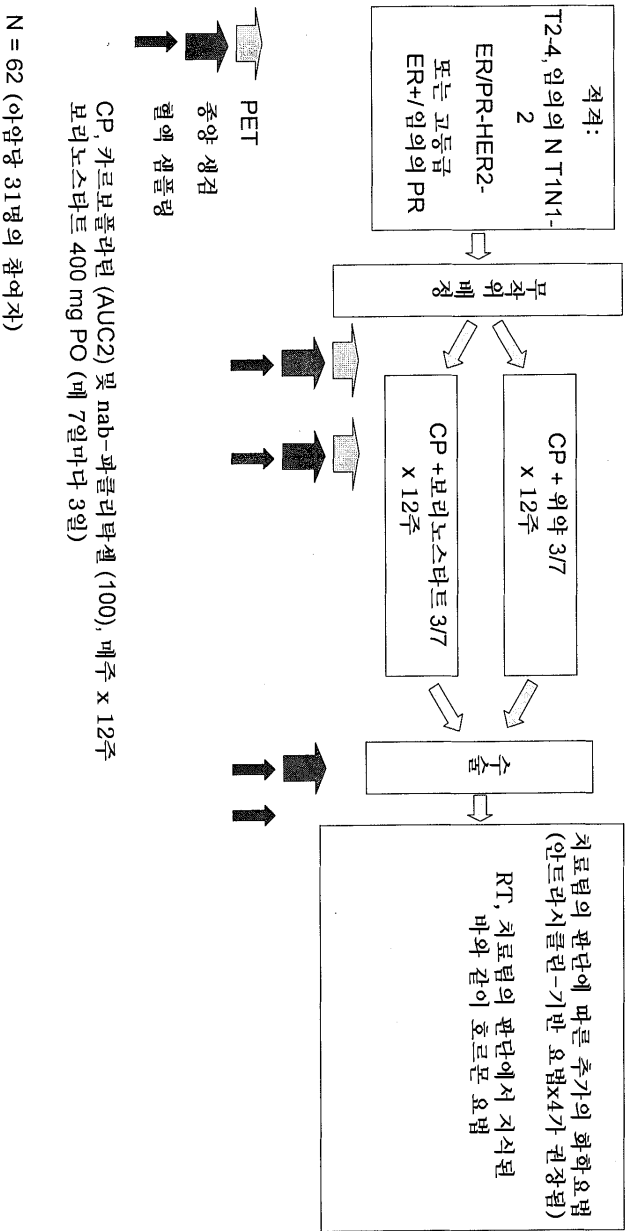 적격:
T2-4, 임의의 N T1N1-
2
ER/PR-HER2-
또는 고등급
ER+/임의의 PR
무작위 배정
CP + 위약 3/7
x 12주
CP +보리노스타트 3/7
x 12주
수술
치료팀의 판단에 따른 추가의 화학요법
(안트라시클린-기반 요법x4가 권장됨)
RT, 치료팀의 판단에서 지식된
바와 같이 호르몬 요법
PET
종양 생검
혈액 샘플링
CP, 카르보플라틴 (AUC2) 및 nab-파클리탁셀 (100), 매주 x 12주
보리노스타트 400 mg PO (매 7일마다 3일)
N = 62 (아암당 31명의 참여자)